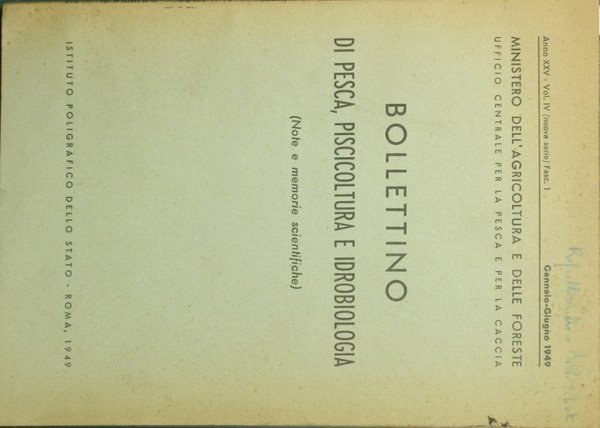 Anno XXV - Vol. IV (nuova serie) Fasc. 1
Gennaio-Giugno 1949
MINISTERO DELL'AGRICOLTURA E DELLE FORESTE
UFFICIO CENTRALE PER LA PESCA E PER LA CACCIA
BOLLETTINO
DI PESCA, PISCICOLTURA E IDROBIOLOGIA
(Note e memorie scientifiche)
ISTITUTO POLIGRAFICO DELLO STATO - ROMA, 1949